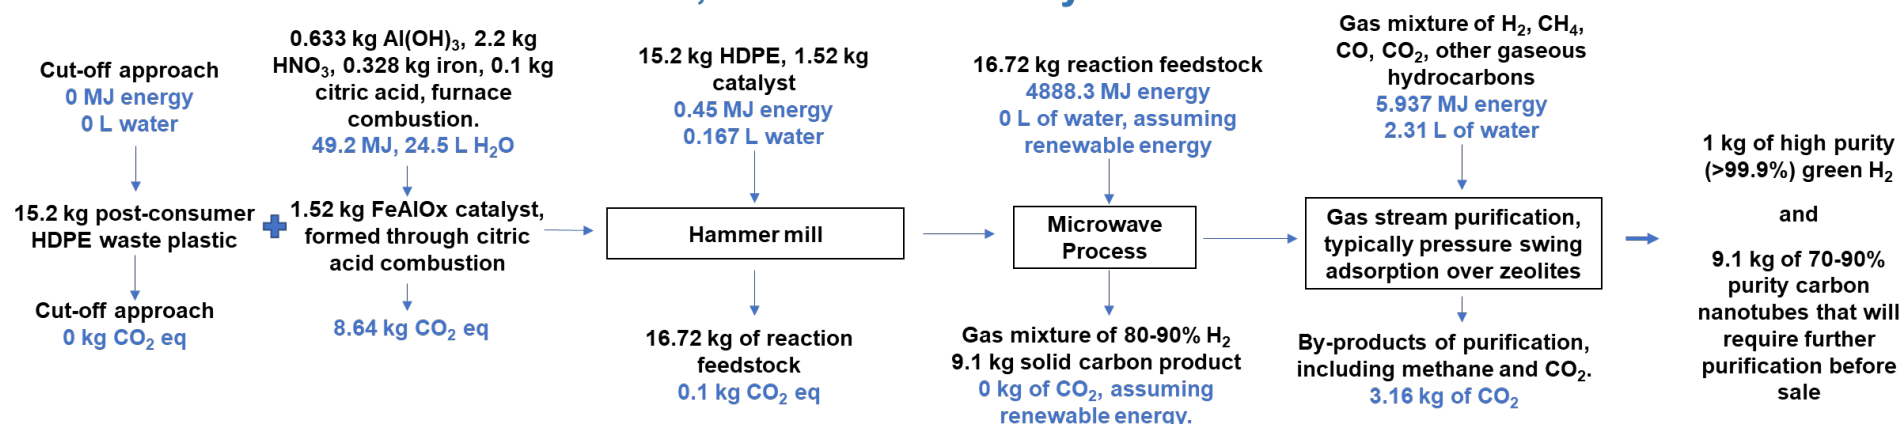 Cut-off approach
0 MJ energy
0 L water
15.2 kg post-consumer
HDPE waste plastic
Cut-off approach
0 kg CO₂ eq
0.633 kg Al(OH)₃, 2.2 kg
HNO₃, 0.328 kg iron, 0.1 kg
citric acid, furnace
combustion.
49.2 MJ, 24.5 L H₂O
1.52 kg FeAlOx catalyst,
formed through citric
acid combustion
8.64 kg CO₂ eq
15.2 kg HDPE, 1.52 kg
catalyst
0.45 MJ energy
0.167 L water
Hammer mill
16.72 kg of reaction
feedstock
0.1 kg CO₂ eq
16.72 kg reaction feedstock
4888.3 MJ energy
0 L of water, assuming
renewable energy
Microwave
Process
Gas mixture of 80-90% H₂
9.1 kg solid carbon product
0 kg of CO₂, assuming
renewable energy.
Gas mixture of H₂, CH₄,
CO, CO₂, other gaseous
hydrocarbons
5.937 MJ energy
2.31 L of water
Gas stream purification,
typically pressure swing
adsorption over zeolites
By-products of purification,
including methane and CO₂.
3.16 kg of CO₂
1 kg of high purity
(>99.9%) green H₂
and
9.1 kg of 70-90%
purity carbon
nanotubes that will
require further
purification before
sale